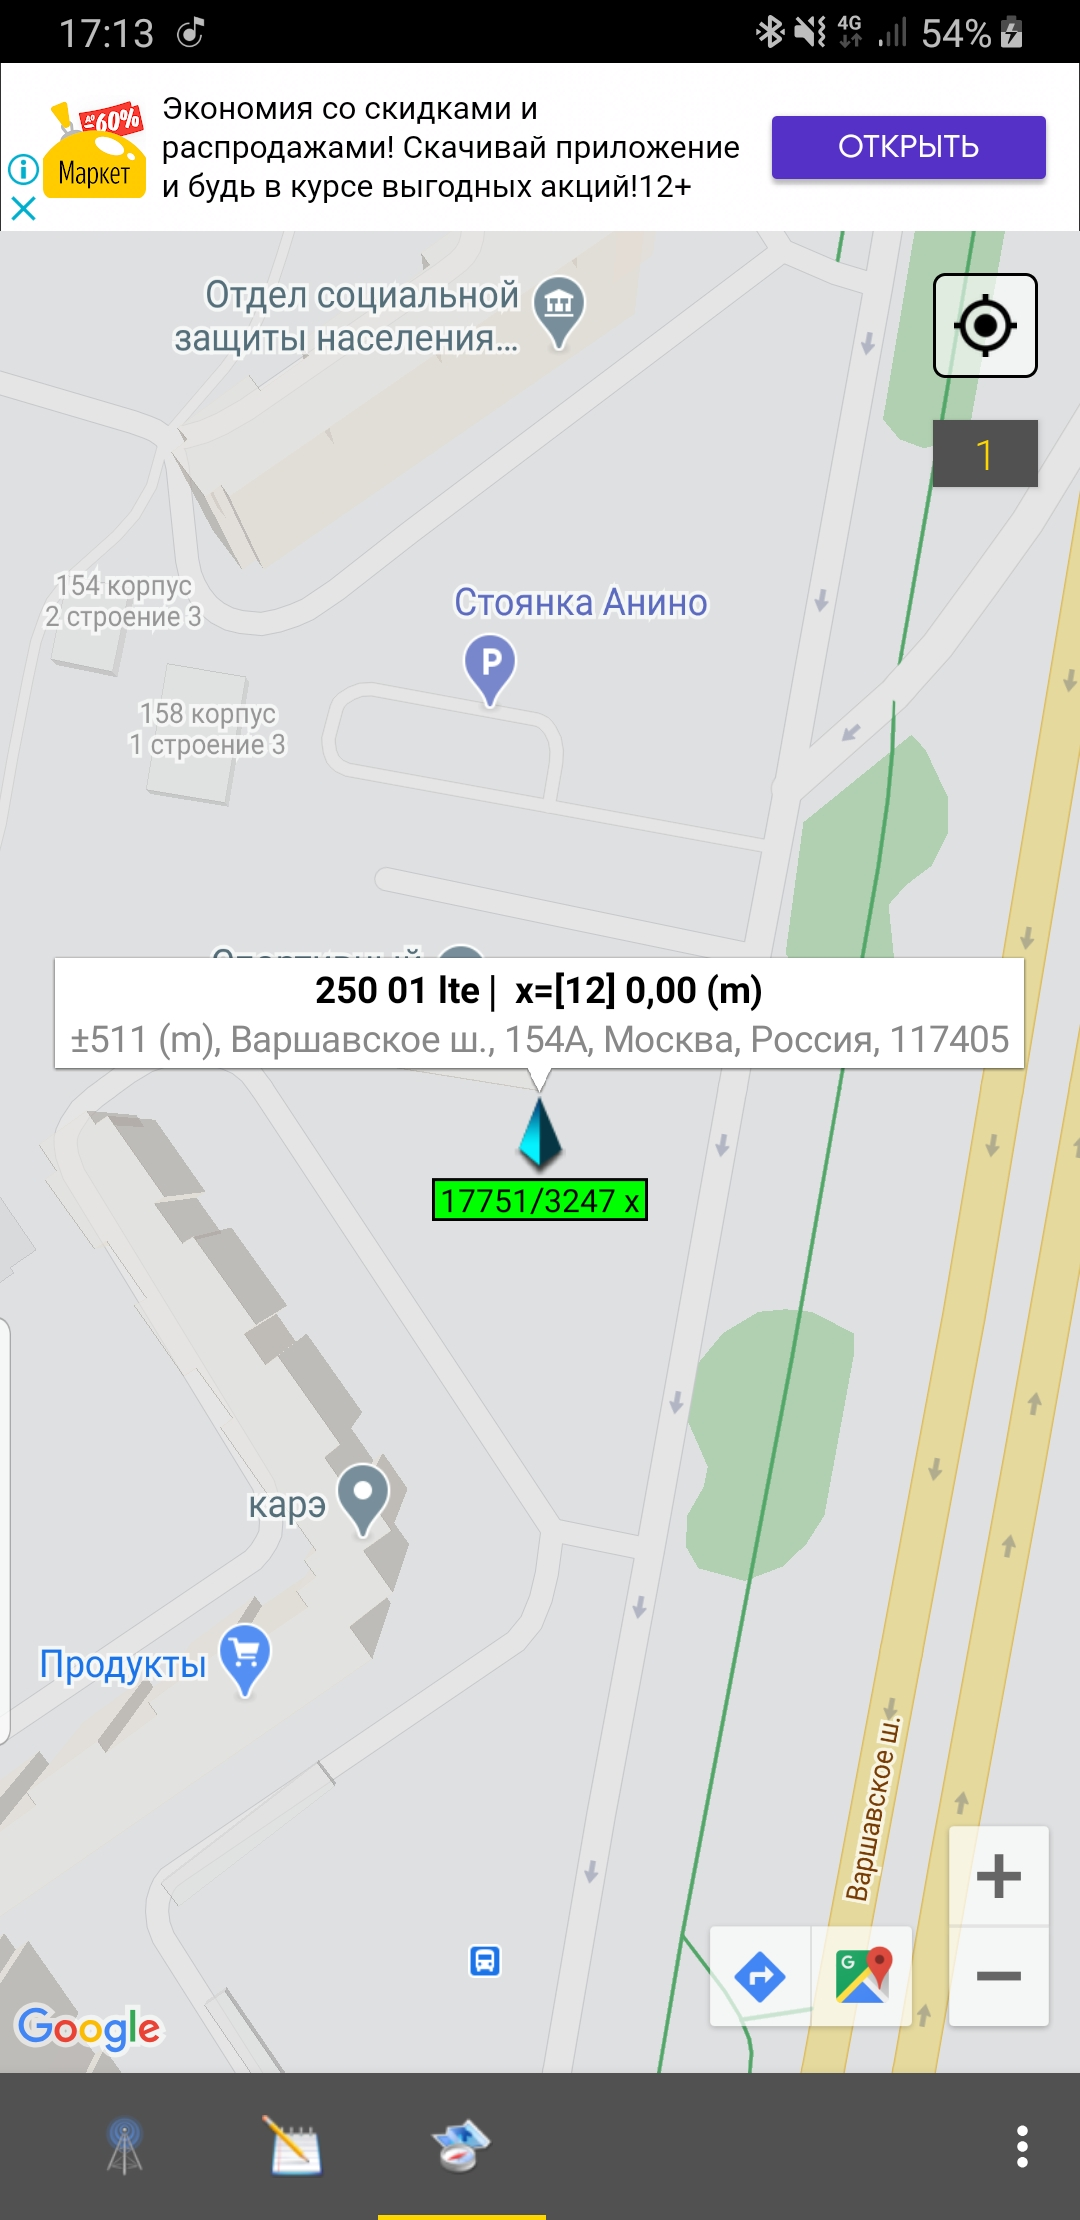 17:13
4G
54%
до -60%
Маркет
Экономия со скидками и
распродажами! Скачивай приложение
и будь в курсе выгодных акций!12+
ОТКРЫТЬ
Отдел социальной
защиты населения...
1
154 корпус
2 строение 3
Стоянка Анино
P
158 корпус
1 строение 3
250 01 lte | x=[12] 0,00 (m)
±511 (m), Варшавское ш., 154А, Москва, Россия, 117405
17751/3247 x
карэ
Продукты
Варшавское ш.
G
Google